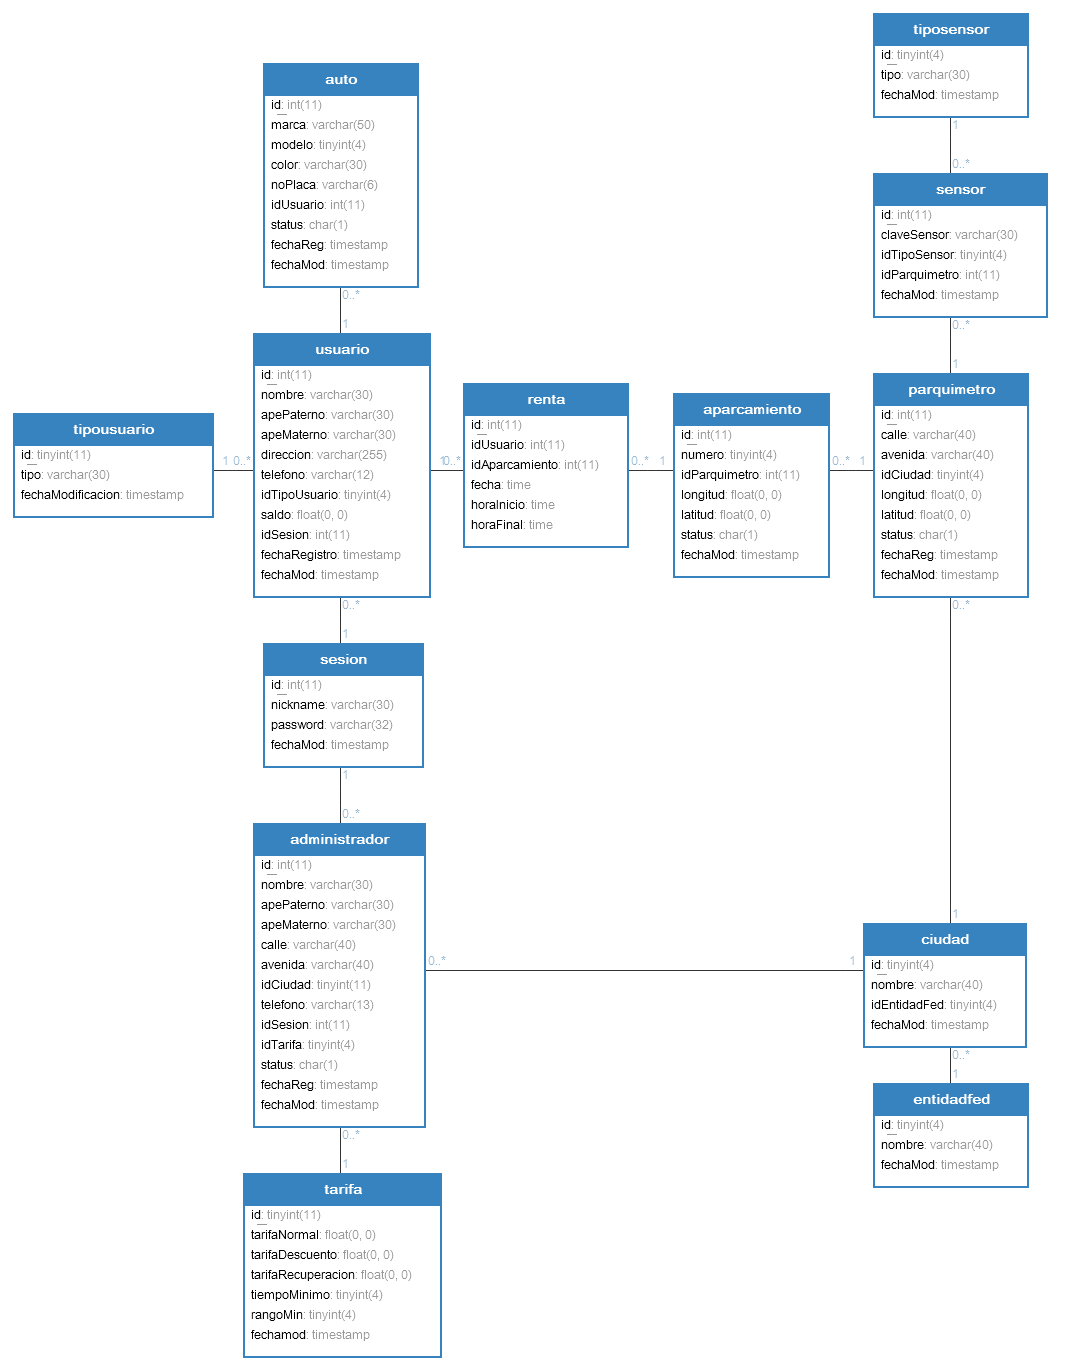 tiposensor
id: tinyint(4)
tipo: varchar(30)
fechaMod: timestamp
1
0..*
auto
id: int(11)
marca: varchar(50)
modelo: tinyint(4)
color: varchar(30)
noPlaca: varchar(6)
idUsuario: int(11)
status: char(1)
fechaReg: timestamp
fechaMod: timestamp
0..*
1
sensor
id: int(11)
claveSensor: varchar(30)
idTipoSensor: tinyint(4)
idParquimetro: int(11)
fechaMod: timestamp
0..*
1
tipousuario
id: tinyint(11)
tipo: varchar(30)
fechaModificacion: timestamp
1 0..*
usuario
id: int(11)
nombre: varchar(30)
apePaterno: varchar(30)
apeMaterno: varchar(30)
direccion: varchar(255)
telefono: varchar(12)
idTipoUsuario: tinyint(4)
saldo: float(0, 0)
idSesion: int(11)
fechaRegistro: timestamp
fechaMod: timestamp
1 0..*
renta
id: int(11)
idUsuario: int(11)
idAparcamiento: int(11)
fecha: time
horaInicio: time
horaFinal: time
0..* 1
aparcamiento
id: int(11)
numero: tinyint(4)
idParquimetro: int(11)
longitud: float(0, 0)
latitud: float(0, 0)
status: char(1)
fechaMod: timestamp
0..* 1
parquimetro
id: int(11)
calle: varchar(40)
avenida: varchar(40)
idCiudad: tinyint(4)
longitud: float(0, 0)
latitud: float(0, 0)
status: char(1)
fechaReg: timestamp
fechaMod: timestamp
0..*
1
0..*
1
sesion
id: int(11)
nickname: varchar(30)
password: varchar(32)
fechaMod: timestamp
1
0..*
administrador
id: int(11)
nombre: varchar(30)
apePaterno: varchar(30)
apeMaterno: varchar(30)
calle: varchar(40)
avenida: varchar(40)
idCiudad: tinyint(11)
telefono: varchar(13)
idSesion: int(11)
idTarifa: tinyint(4)
status: char(1)
fechaReg: timestamp
fechaMod: timestamp
0..* 1
ciudad
id: tinyint(4)
nombre: varchar(40)
idEntidadFed: tinyint(4)
fechaMod: timestamp
0..*
1
entidadfed
id: tinyint(4)
nombre: varchar(40)
fechaMod: timestamp
0..*
1
tarifa
id: tinyint(11)
tarifaNormal: float(0, 0)
tarifaDescuento: float(0, 0)
tarifaRecuperacion: float(0, 0)
tiempoMinimo: tinyint(4)
rangoMin: tinyint(4)
fechamod: timestamp